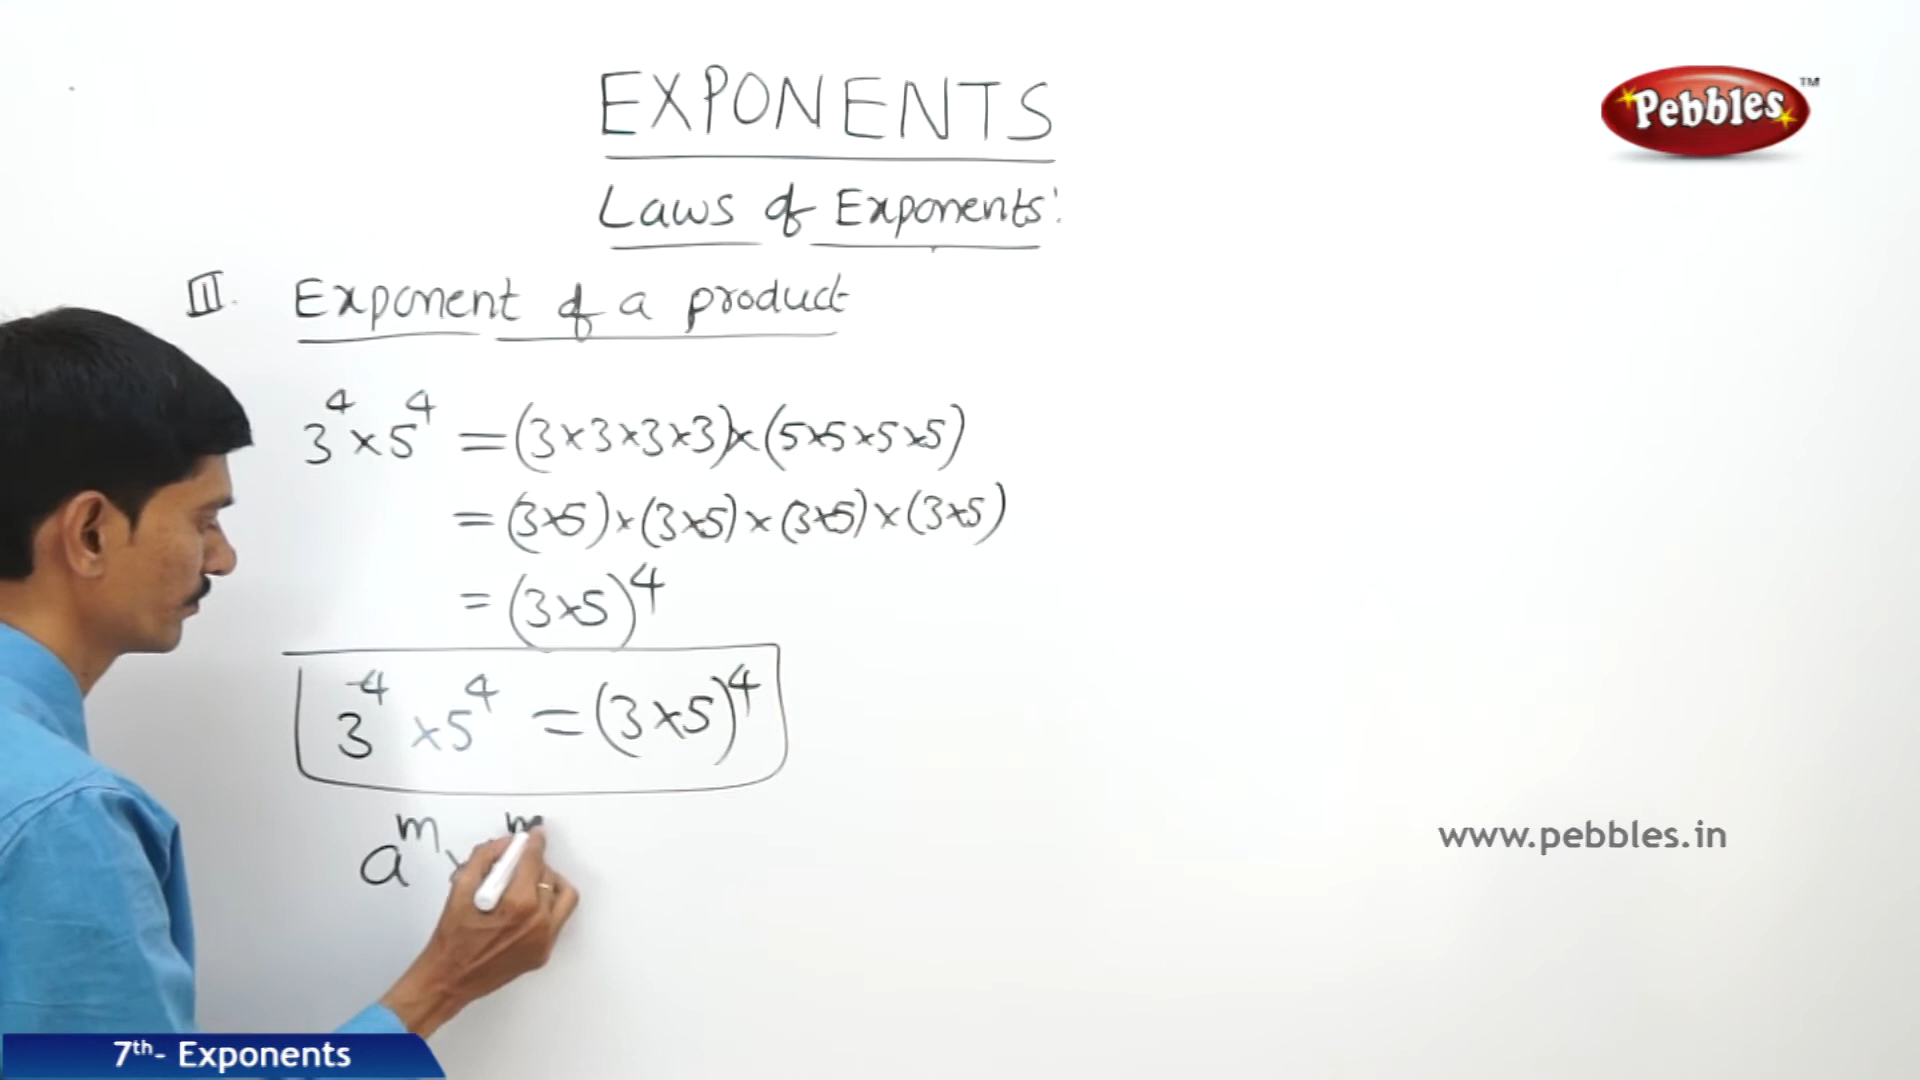 EXPONENTS
Pebbles™
Laws of Exponents:
III. Exponent of a product
3⁴ × 5⁴ = (3×3×3×3)×(5×5×5×5)
= (3×5)×(3×5)×(3×5)×(3×5)
= (3×5)⁴
3⁴ × 5⁴ = (3×5)⁴
aᵐ × ᵐ
www.pebbles.in
7th- Exponents